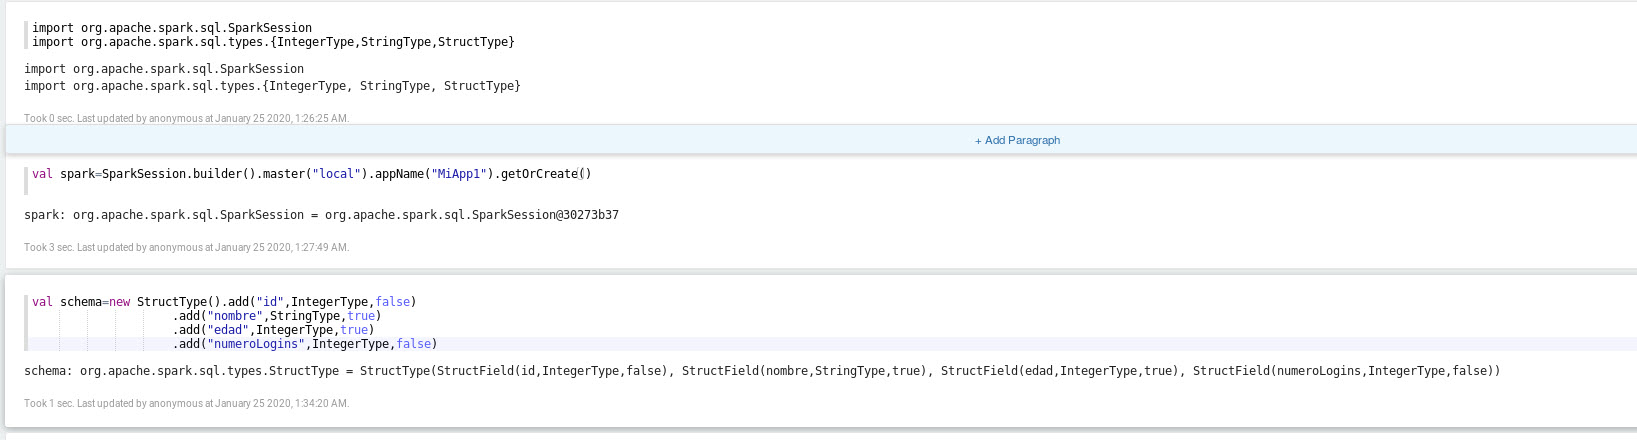 import org.apache.spark.sql.SparkSession
import org.apache.spark.sql.types.{IntegerType,StringType,StructType}
import org.apache.spark.sql.SparkSession
import org.apache.spark.sql.types.{IntegerType, StringType, StructType}
Took 0 sec. Last updated by anonymous at January 25 2020, 1:26:25 AM.
+ Add Paragraph
val spark=SparkSession.builder().master("local").appName("MiApp1").getOrCreate()
spark: org.apache.spark.sql.SparkSession = org.apache.spark.sql.SparkSession@30273b37
Took 3 sec. Last updated by anonymous at January 25 2020, 1:27:49 AM.
val schema=new StructType().add("id",IntegerType,false)
.add("nombre",StringType,true)
.add("edad",IntegerType,true)
.add("numeroLogins",IntegerType,false)
schema: org.apache.spark.sql.types.StructType = StructType(StructField(id,IntegerType,false), StructField(nombre,StringType,true), StructField(edad,IntegerType,true), StructField(numeroLogins,IntegerType,false))
Took 1 sec. Last updated by anonymous at January 25 2020, 1:34:20 AM.